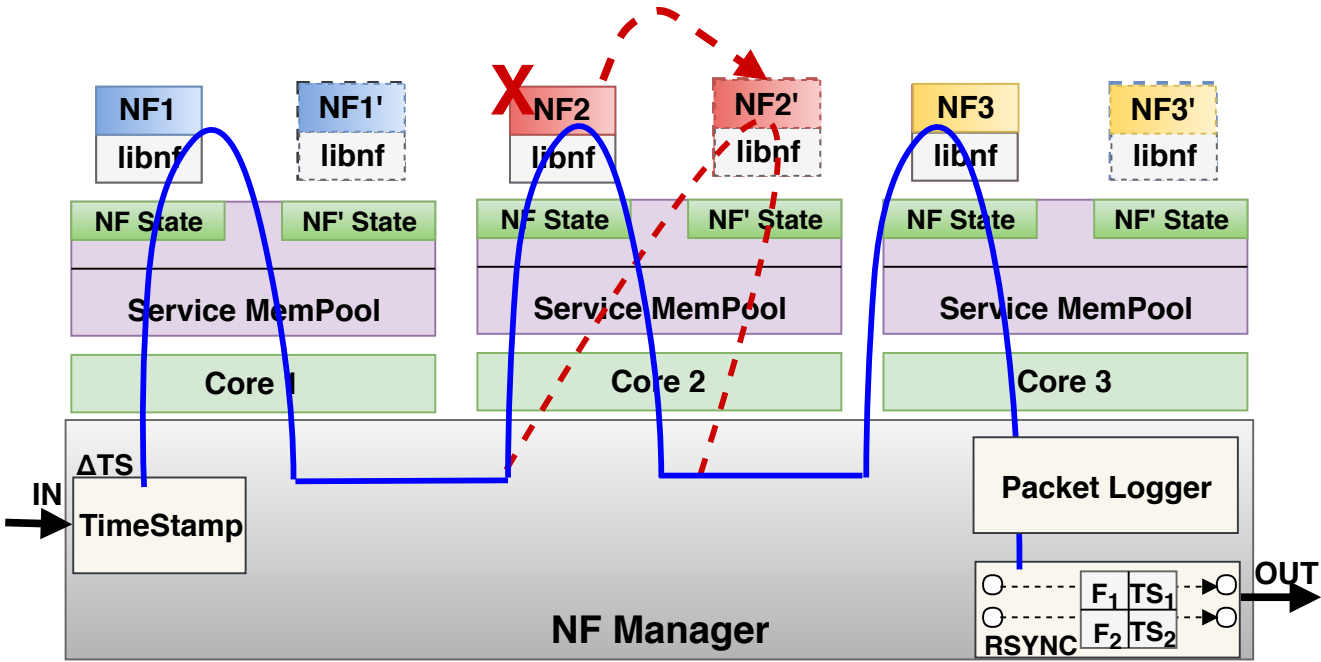 X
NF1
NF1'
NF2
NF2'
NF3
NF3'
libnf
libnf
libnf
libnf
libnf
libnf
NF State
NF' State
NF State
NF' State
NF State
NF' State
Service MemPool
Service MemPool
Service MemPool
Core 1
Core 2
Core 3
ΔTS
IN
TimeStamp
Packet Logger
OUT
F1 TS1
F2 TS2
RSYNC
NF Manager